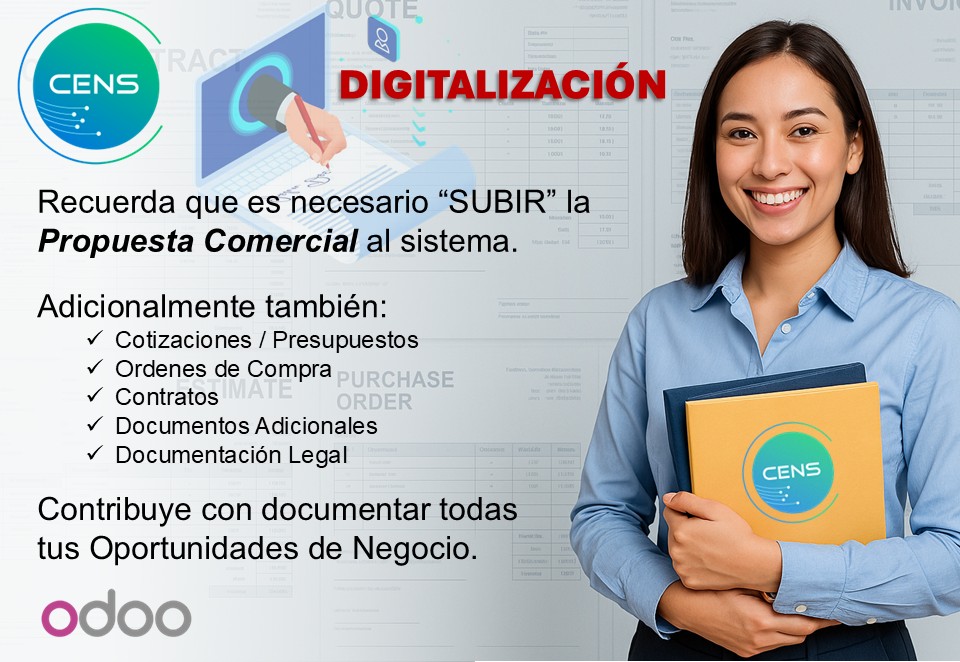 CENS
QUOTE
CONTRACT
INVOIC
DIGITALIZACIÓN
Recuerda que es necesario “SUBIR” la
Propuesta Comercial al sistema.
Adicionalmente también:
✓ Cotizaciones / Presupuestos
✓ Ordenes de Compra
✓ Contratos
✓ Documentos Adicionales
✓ Documentación Legal
ESTIMATE
PURCHASE
ORDER
CENS
Contribuye con documentar todas
tus Oportunidades de Negocio.
odoo